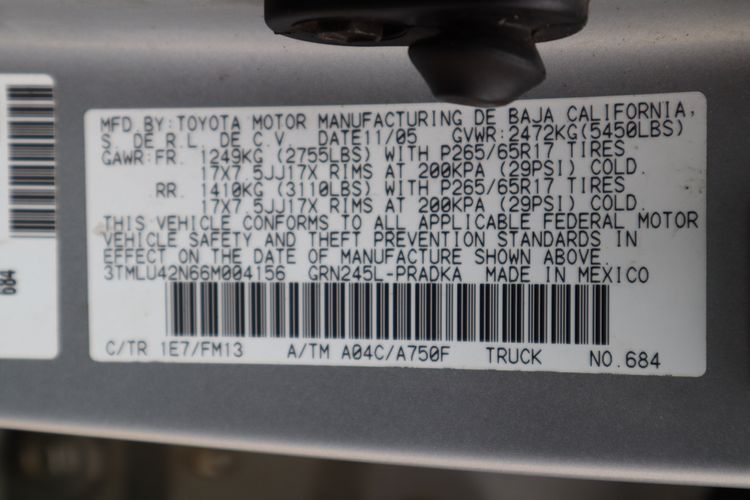 MFD.BY:TOYOTA MOTOR MANUFACTURING DE BAJA CALIFORNIA,
S. DE R.L. DE C.V. DATE11/05 GVWR:2472KG(5450LBS)
GAWR:FR. 1249KG (2755LBS) WITH P265/65R17 TIRES
17X7.5JJ17X RIMS AT 200KPA (29PSI) COLD.
RR. 1410KG (3110LBS) WITH P265/65R17 TIRES
17X7.5JJ17X RIMS AT 200KPA (29PSI) COLD.
THIS VEHICLE CONFORMS TO ALL APPLICABLE FEDERAL MOTOR
VEHICLE SAFETY AND THEFT PREVENTION STANDARDS IN
EFFECT ON THE DATE OF MANUFACTURE SHOWN ABOVE.
3TMLU42N66M004156 GRN245L-PRADKA MADE IN MEXICO
C/TR 1E7/FM13 A/TM A04C/A750F TRUCK NO.684